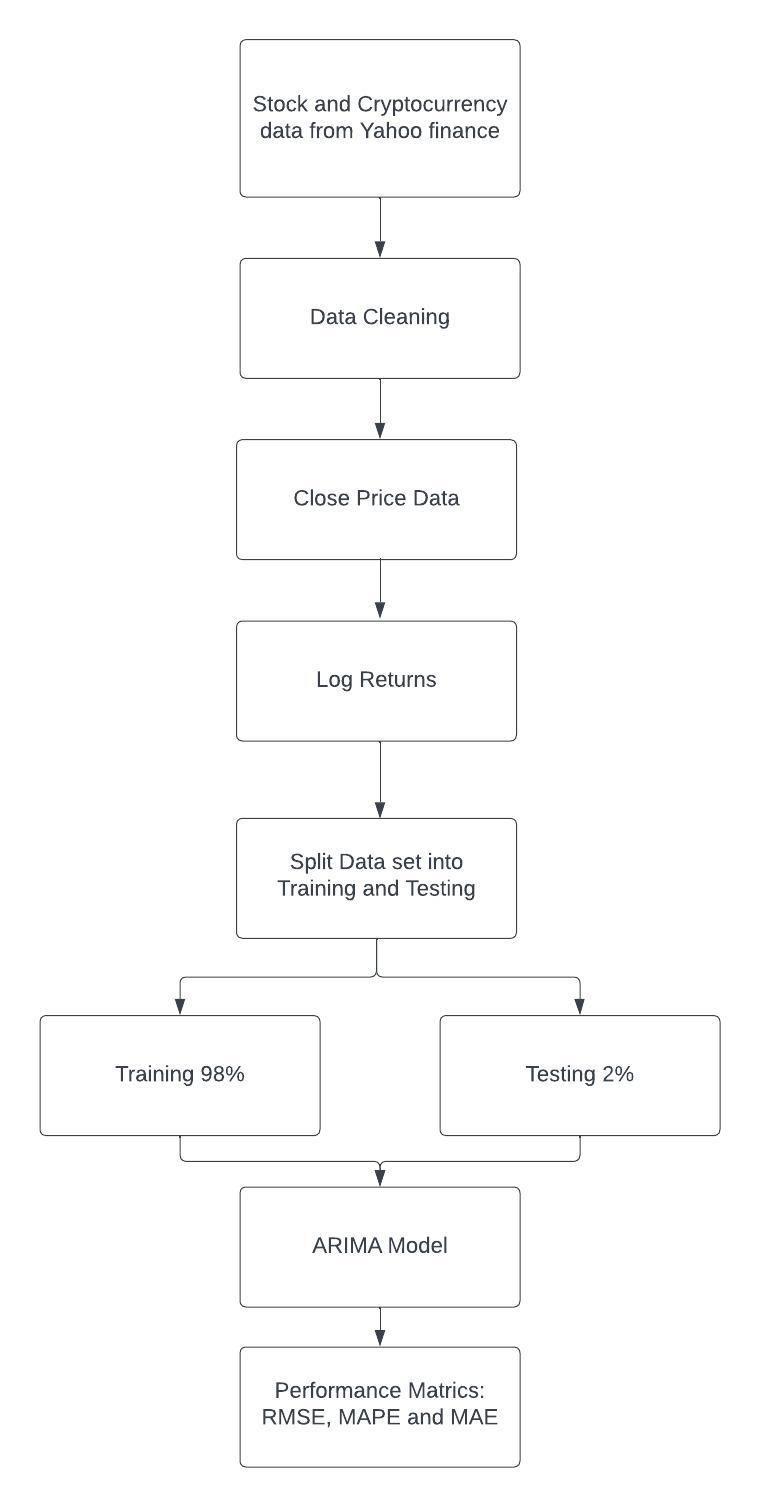 Stock and Cryptocurrency
data from Yahoo finance
Data Cleaning
Close Price Data
Log Returns
Split Data set into
Training and Testing
Training 98%
Testing 2%
ARIMA Model
Performance Matrics:
RMSE, MAPE and MAE